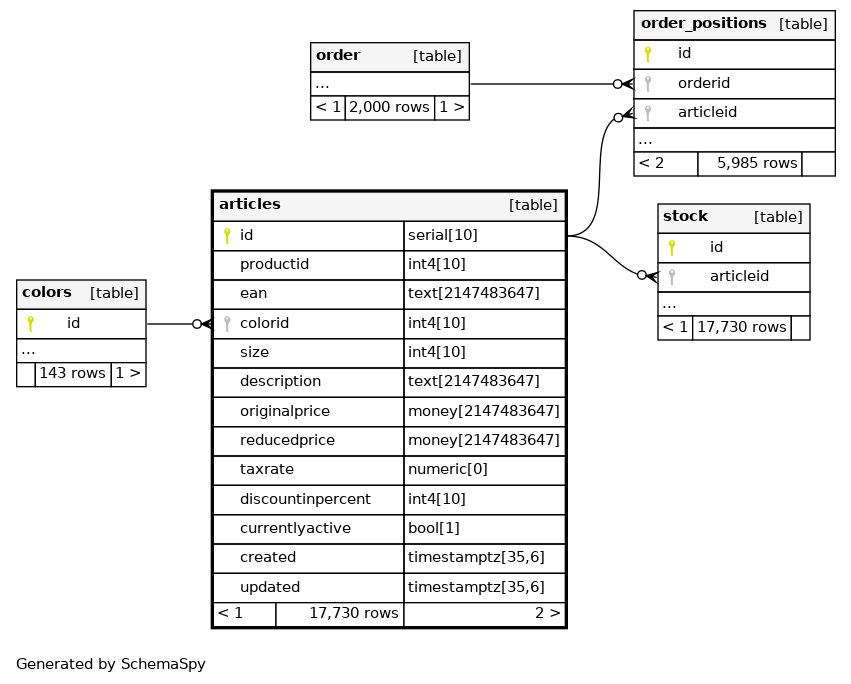 order_positions [table]
id
orderid
articleid
...
< 2 5,985 rows
order [table]
...
< 1 2,000 rows 1 >
articles [table]
id serial[10]
productid int4[10]
ean text[2147483647]
colorid int4[10]
size int4[10]
description text[2147483647]
originalprice money[2147483647]
reducedprice money[2147483647]
taxrate numeric[0]
discountinpercent int4[10]
currentlyactive bool[1]
created timestamptz[35,6]
updated timestamptz[35,6]
< 1 17,730 rows 2 >
stock [table]
id
articleid
...
< 1 17,730 rows
colors [table]
id
...
143 rows 1 >
Generated by SchemaSpy